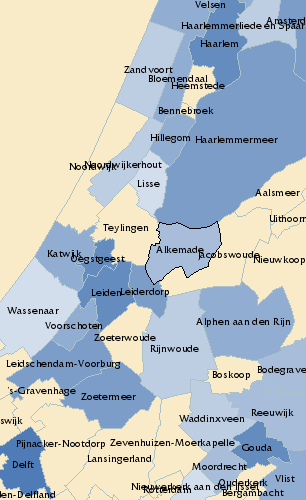 Velsen
Amsterd
Haarlemmerliede en Spaar
Haarlem
Zandvoort
Bloemendaal
Heemstede
Bennebroek
Hillegom
Haarlemmermeer
Noordwijkerhout
Noordwijk
Lisse
Aalsmeer
Uithoorn
Teylingen
Alkemade
Jacobswoude
Katwijk
Oegstgeest
Nieuwkoop
Leiden
Leiderdorp
Wassenaar
Voorschoten
Alphen aan den Rijn
Zoeterwoude
Rijnwoude
Leidschendam-Voorburg
Boskoop
Bodegrave
's-Gravenhage
Zoetermeer
Reeuwijk
Waddinxveen
swijk
Pijnacker-Nootdorp
Zevenhuizen-Moerkapelle
Gouda
Lansingerland
Delft
Moordrecht
Ouderkerk
Vlist
Nieuwerkerk aan den IJssel
Rotterdam
Bergambacht
en-Delfland